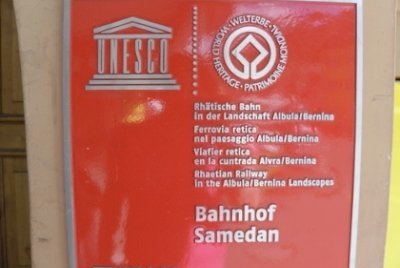 UNESCO
WORLD HERITAGE • PATRIMOINE MONDIAL • WELTERBE •
Rhätische Bahn
in der Landschaft Albula/Bernina
Ferrovia retica
nel paesaggio Albula/Bernina
Viafier retica
en la cuntrada Alvra/Bernina
Rhaetian Railway
in the Albula/Bernina Landscapes
Bahnhof
Samedan